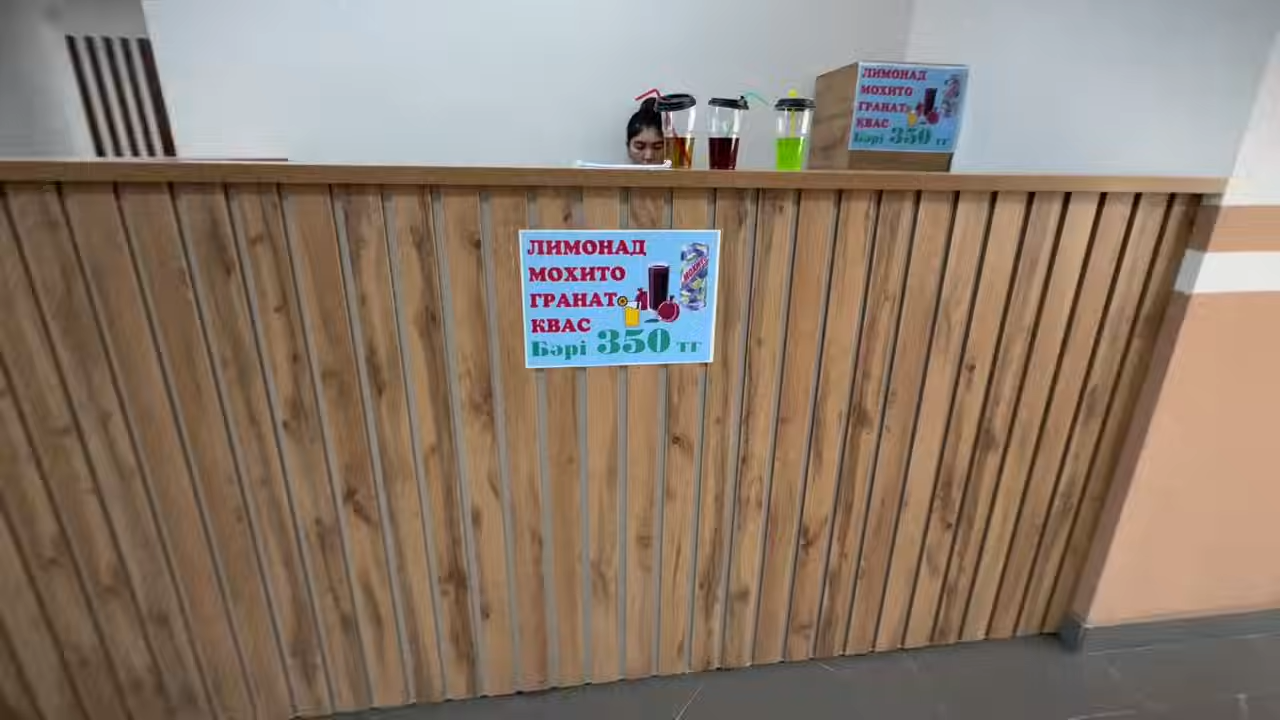 ЛИМОНАД
МОХИТО
ГРАНАТ
КВАС
Бәрі 350 тг
ЛИМОНАД
МОХИТО
ГРАНАТ
КВАС
Бәрі 350 тг